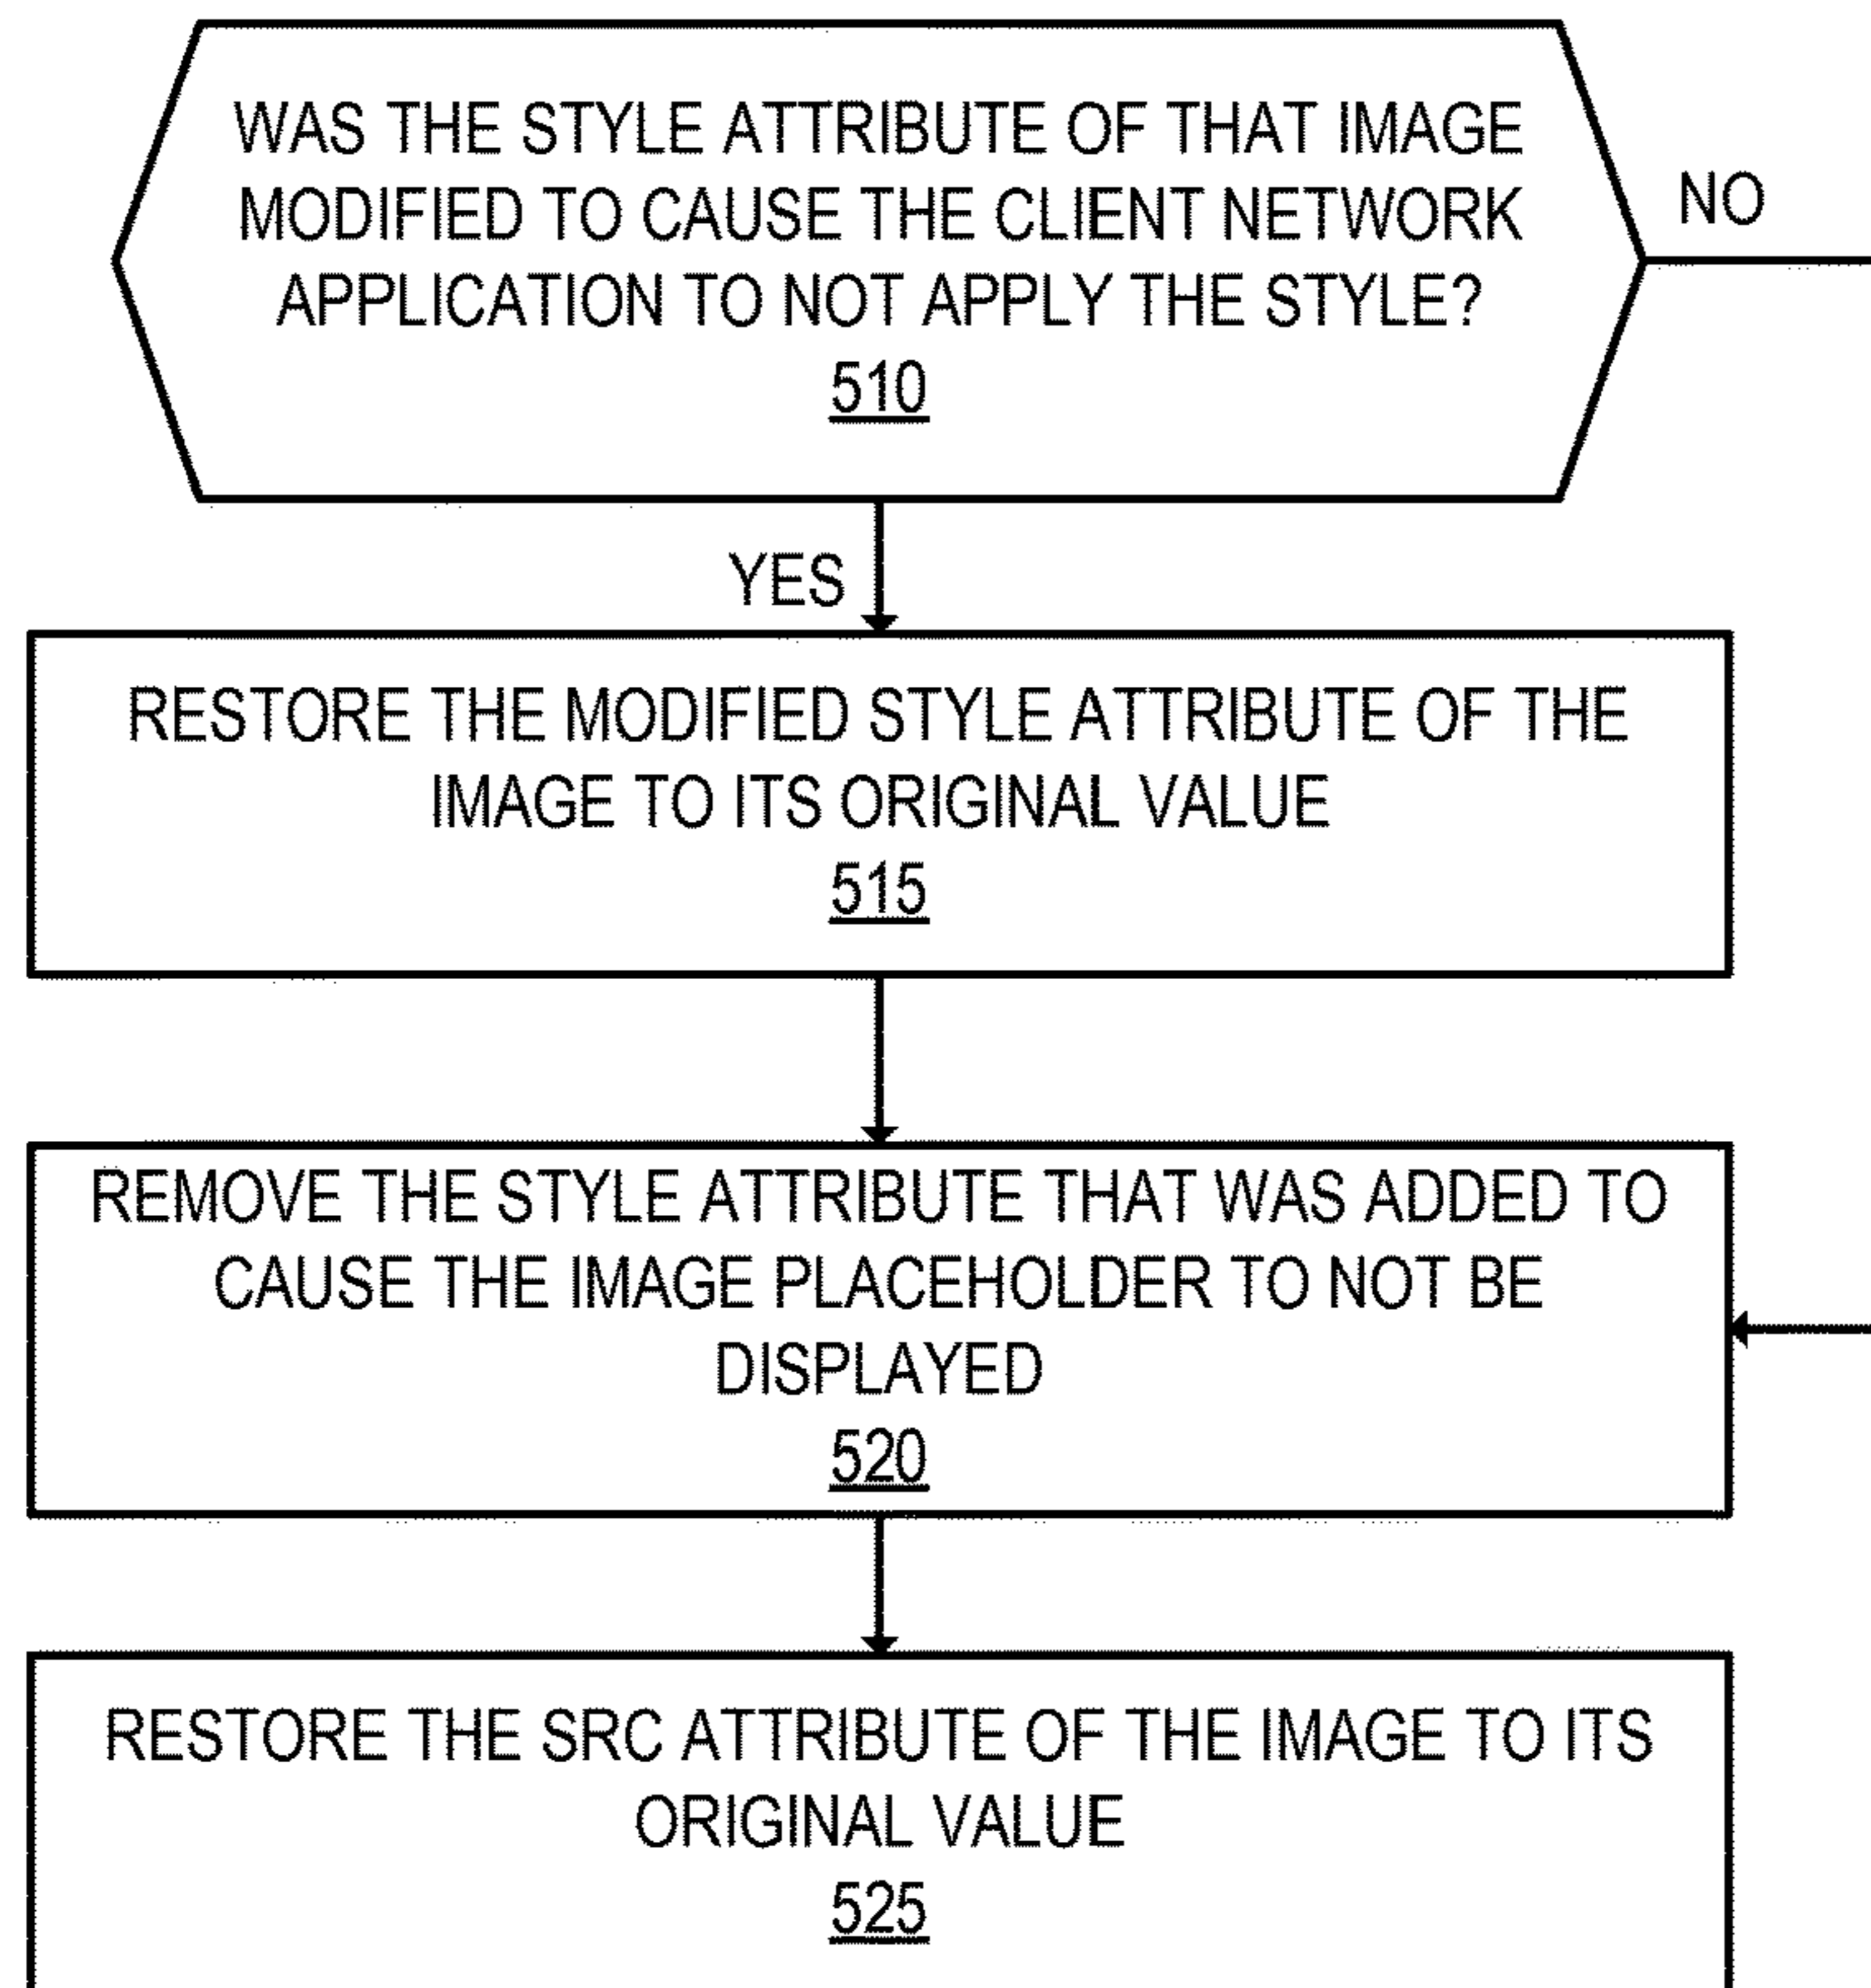 WAS THE STYLE ATTRIBUTE OF THAT IMAGE
MODIFIED TO CAUSE THE CLIENT NETWORK
APPLICATION TO NOT APPLY THE STYLE?
510
NO
YES
RESTORE THE MODIFIED STYLE ATTRIBUTE OF THE
IMAGE TO ITS ORIGINAL VALUE
515
REMOVE THE STYLE ATTRIBUTE THAT WAS ADDED TO
CAUSE THE IMAGE PLACEHOLDER TO NOT BE
DISPLAYED
520
RESTORE THE SRC ATTRIBUTE OF THE IMAGE TO ITS
ORIGINAL VALUE
525